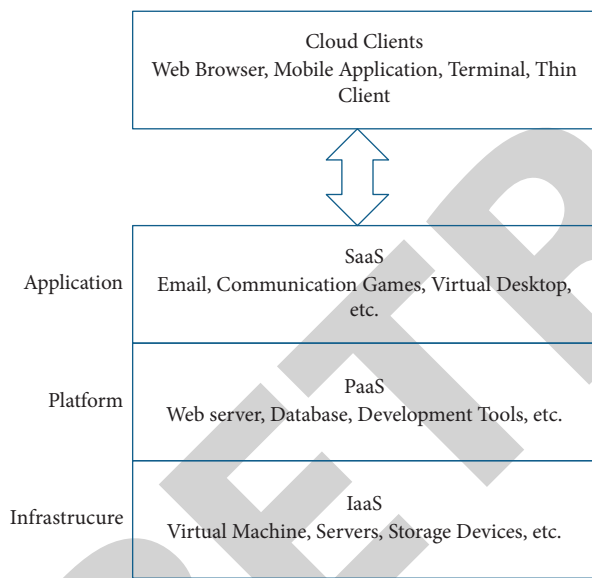 Cloud Clients
Web Browser, Mobile Application, Terminal, Thin
Client
Application
SaaS
Email, Communication Games, Virtual Desktop,
etc.
Platform
PaaS
Web server, Database, Development Tools, etc.
Infrastrucure
IaaS
Virtual Machine, Servers, Storage Devices, etc.